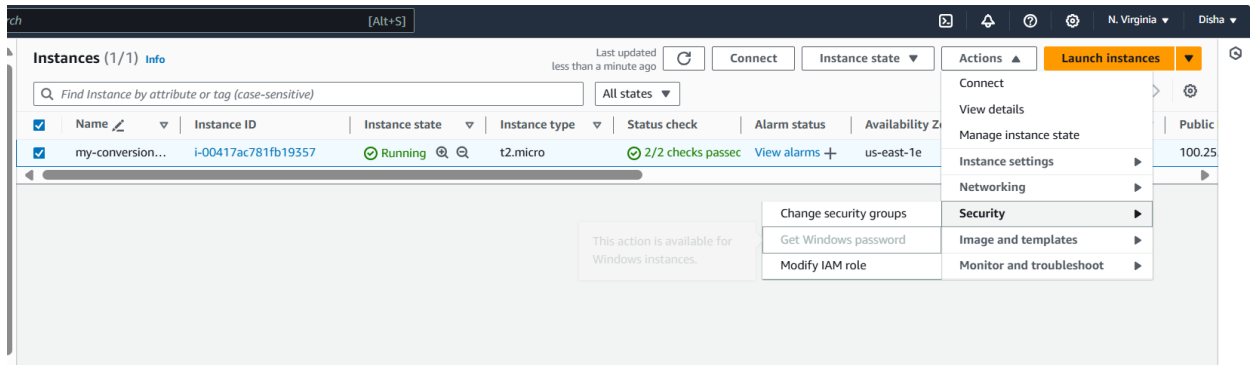 rch [Alt+S] N. Virginia ▼ Disha ▼
Instances (1/1) Info Last updated less than a minute ago Connect Instance state ▼ Actions ▲ Launch instances ▼
Find Instance by attribute or tag (case-sensitive) All states ▼
Name Instance ID Instance state Instance type Status check Alarm status Availability Zo Public
my-conversion... i-00417ac781fb19357 Running t2.micro 2/2 checks passec View alarms + us-east-1e 100.25
Connect
View details
Manage instance state
Instance settings
Networking
Security
Image and templates
Monitor and troubleshoot
Change security groups
Get Windows password
Modify IAM role
This action is available for
Windows instances.